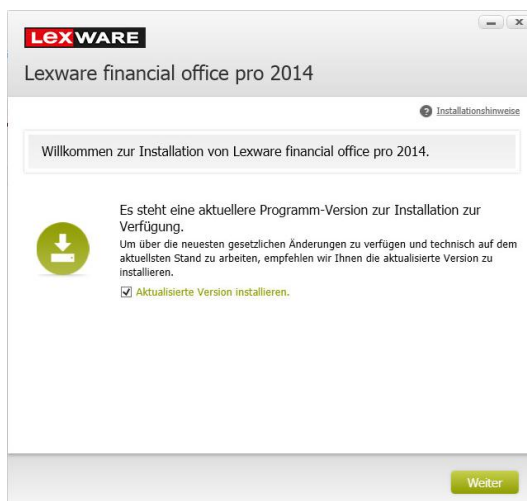 LEXWARE
Lexware financial office pro 2014
Installationshinweise
Willkommen zur Installation von Lexware financial office pro 2014.
Es steht eine aktuellere Programm-Version zur Installation zur
Verfügung.
Um über die neuesten gesetzlichen Änderungen zu verfügen und technisch auf dem
aktuellsten Stand zu arbeiten, empfehlen wir Ihnen die aktualisierte Version zu
installieren.
Aktualisierte Version installieren.
Weiter